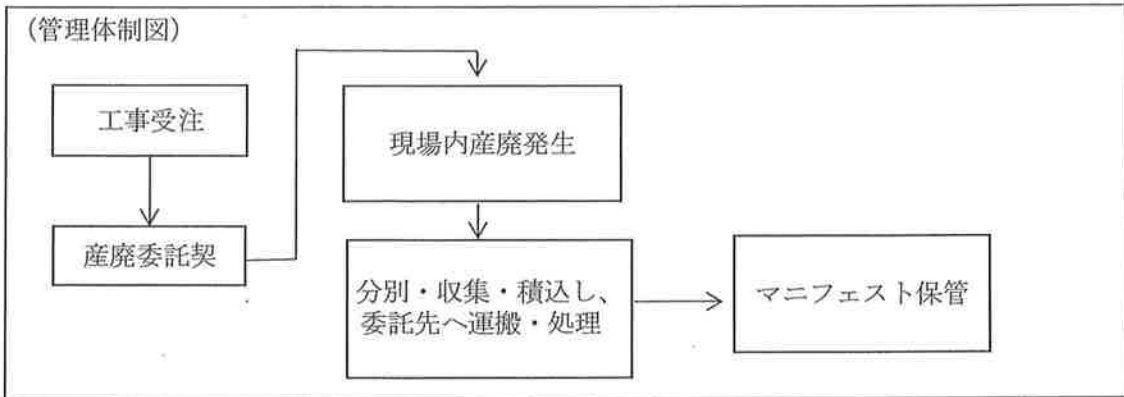 (管理体制図)
工事受注
産廃委託契
現場内産廃発生
分別・収集・積込し、
委託先へ運搬・処理
マニフェスト保管